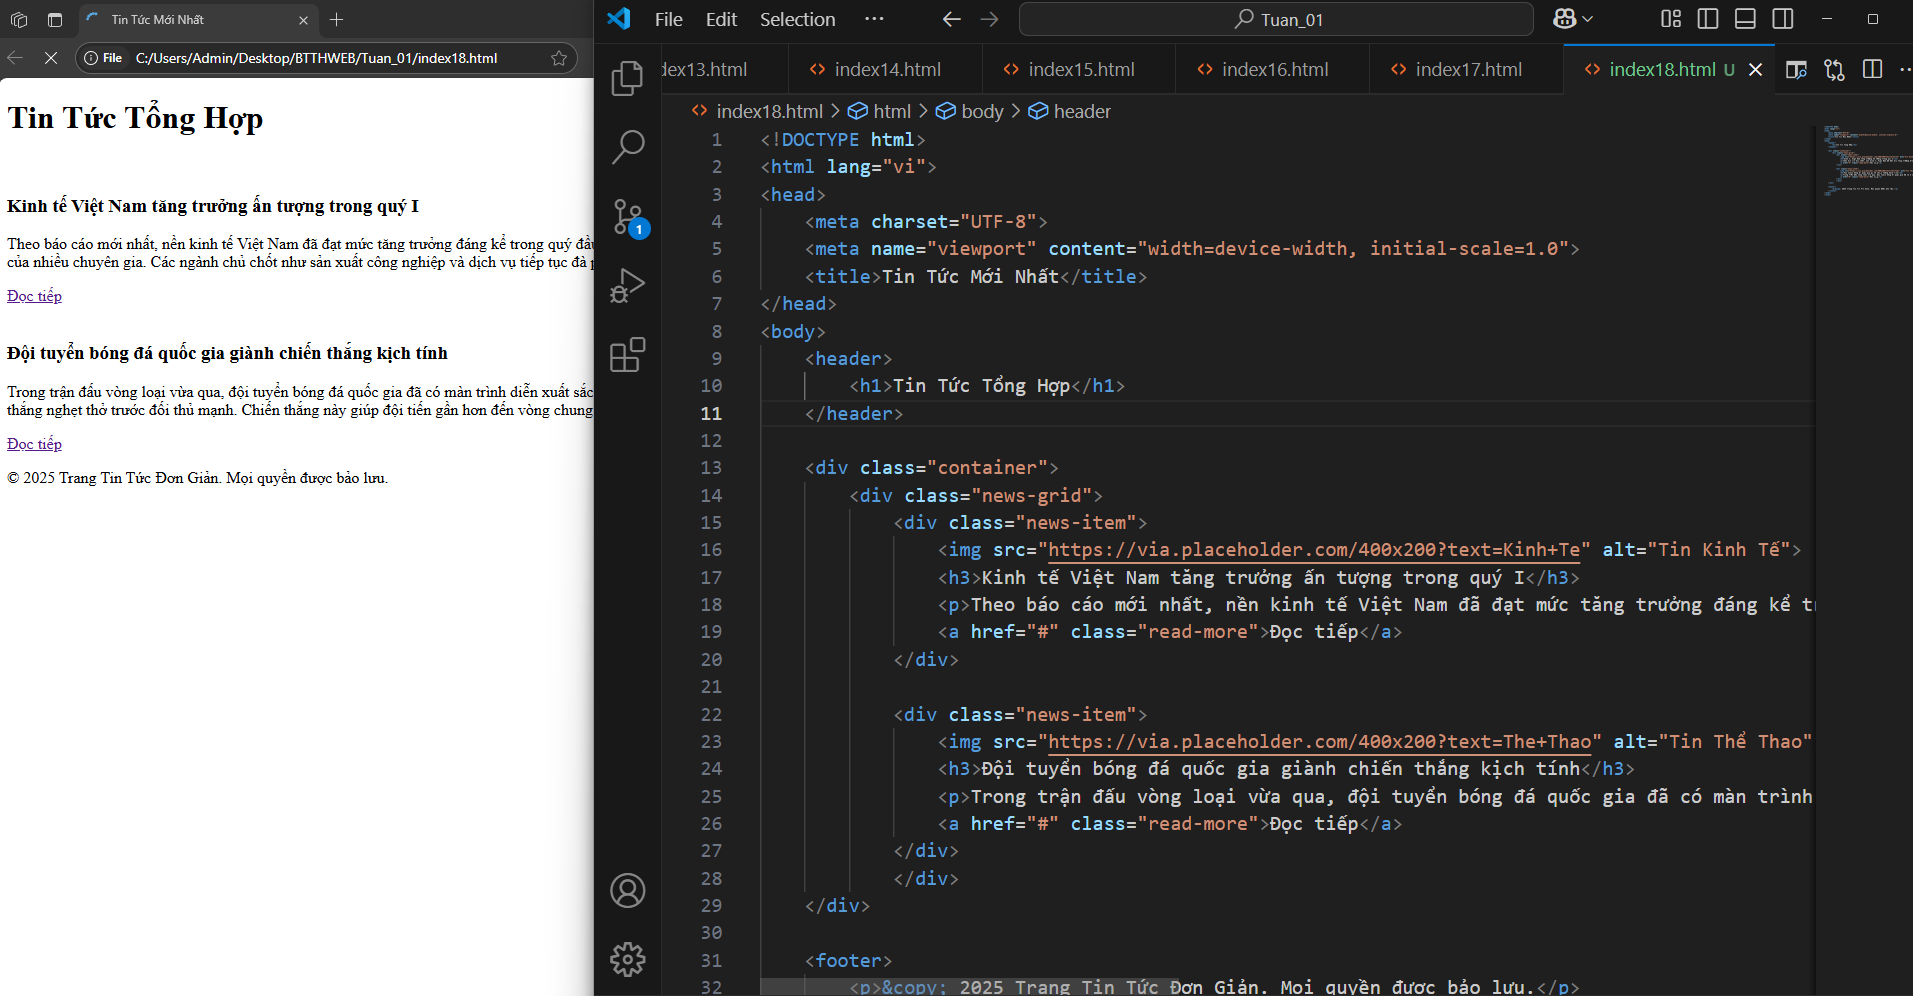 Tin Tức Mới Nhất
File
C:/Users/Admin/Desktop/BTTHWEB/Tuan_01/index18.html
Tin Tức Tổng Hợp
Kinh tế Việt Nam tăng trưởng ấn tượng trong quý I
Theo báo cáo mới nhất, nền kinh tế Việt Nam đã đạt mức tăng trưởng đáng kể trong quý đầu
của nhiều chuyên gia. Các ngành chủ chốt như sản xuất công nghiệp và dịch vụ tiếp tục đà
Đọc tiếp
Đội tuyển bóng đá quốc gia giành chiến thắng kịch tính
Trong trận đấu vòng loại vừa qua, đội tuyển bóng đá quốc gia đã có màn trình diễn xuất sắc
thắng nghẹt thở trước đối thủ mạnh. Chiến thắng này giúp đội tiến gần hơn đến vòng chung
Đọc tiếp
© 2025 Trang Tin Tức Đơn Giản. Mọi quyền được bảo lưu.
File Edit Selection ···
Tuan_01
dex13.html index14.html index15.html index16.html index17.html index18.html U
index18.html > html > body > header
1
1 <!DOCTYPE html>
2 <html lang="vi">
3 <head>
4 <meta charset="UTF-8">
5 <meta name="viewport" content="width=device-width, initial-scale=1.0">
6 <title>Tin Tức Mới Nhất</title>
7 </head>
8 <body>
9 <header>
10 <h1>Tin Tức Tổng Hợp</h1>
11 </header>
12
13 <div class="container">
14 <div class="news-grid">
15 <div class="news-item">
16 <img src="https://via.placeholder.com/400x200?text=Kinh+Te" alt="Tin Kinh Tế">
17 <h3>Kinh tế Việt Nam tăng trưởng ấn tượng trong quý I</h3>
18 <p>Theo báo cáo mới nhất, nền kinh tế Việt Nam đã đạt mức tăng trưởng đáng kể
19 <a href="#" class="read-more">Đọc tiếp</a>
20 </div>
21
22 <div class="news-item">
23 <img src="https://via.placeholder.com/400x200?text=The+Thao" alt="Tin Thể Thao"
24 <h3>Đội tuyển bóng đá quốc gia giành chiến thắng kịch tính</h3>
25 <p>Trong trận đấu vòng loại vừa qua, đội tuyển bóng đá quốc gia đã có màn trình
26 <a href="#" class="read-more">Đọc tiếp</a>
27 </div>
28 </div>
29 </div>
30
31 <footer>
32 <p>&copy; 2025 Trang Tin Tức Đơn Giản. Mọi quyền được bảo lưu.</p>